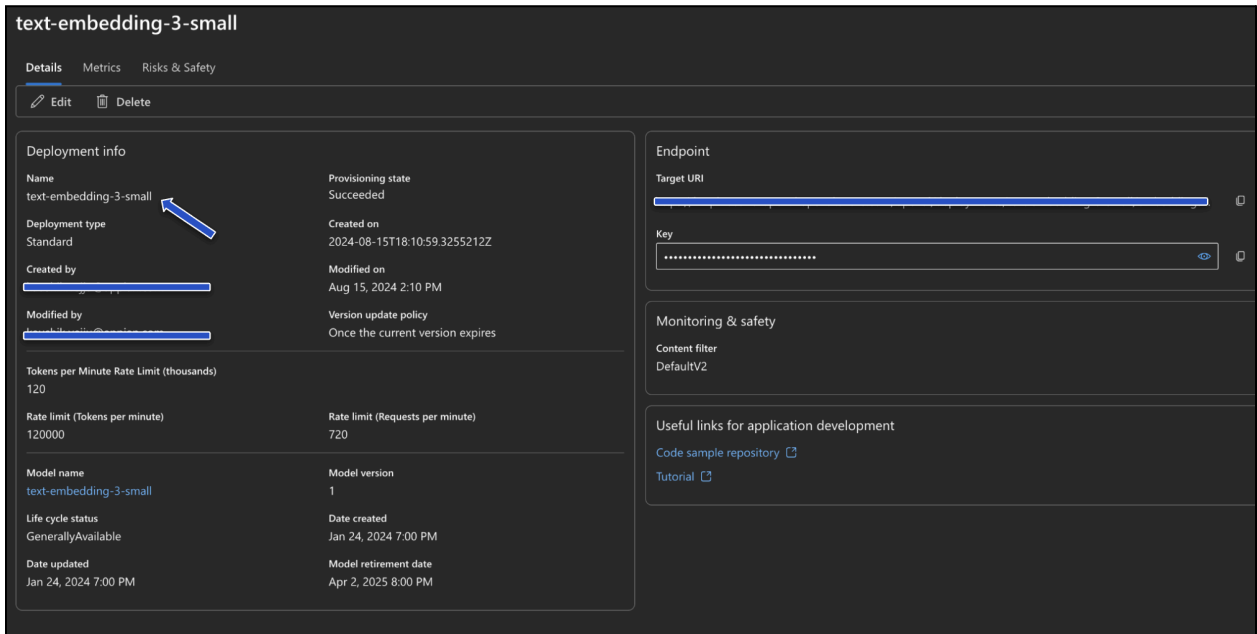 text-embedding-3-small
Details Metrics Risks & Safety
Edit Delete
Deployment info
Name Provisioning state
text-embedding-3-small Succeeded
Deployment type Created on
Standard 2024-08-15T18:10:59.3255212Z
Created by Modified on
Aug 15, 2024 2:10 PM
Modified by Version update policy
Once the current version expires
Tokens per Minute Rate Limit (thousands)
120
Rate limit (Tokens per minute) Rate limit (Requests per minute)
120000 720
Model name Model version
text-embedding-3-small 1
Life cycle status Date created
GenerallyAvailable Jan 24, 2024 7:00 PM
Date updated Model retirement date
Jan 24, 2024 7:00 PM Apr 2, 2025 8:00 PM
Endpoint
Target URI
Key
••••••••••••••••••••••••••••••••
Monitoring & safety
Content filter
DefaultV2
Useful links for application development
Code sample repository
Tutorial